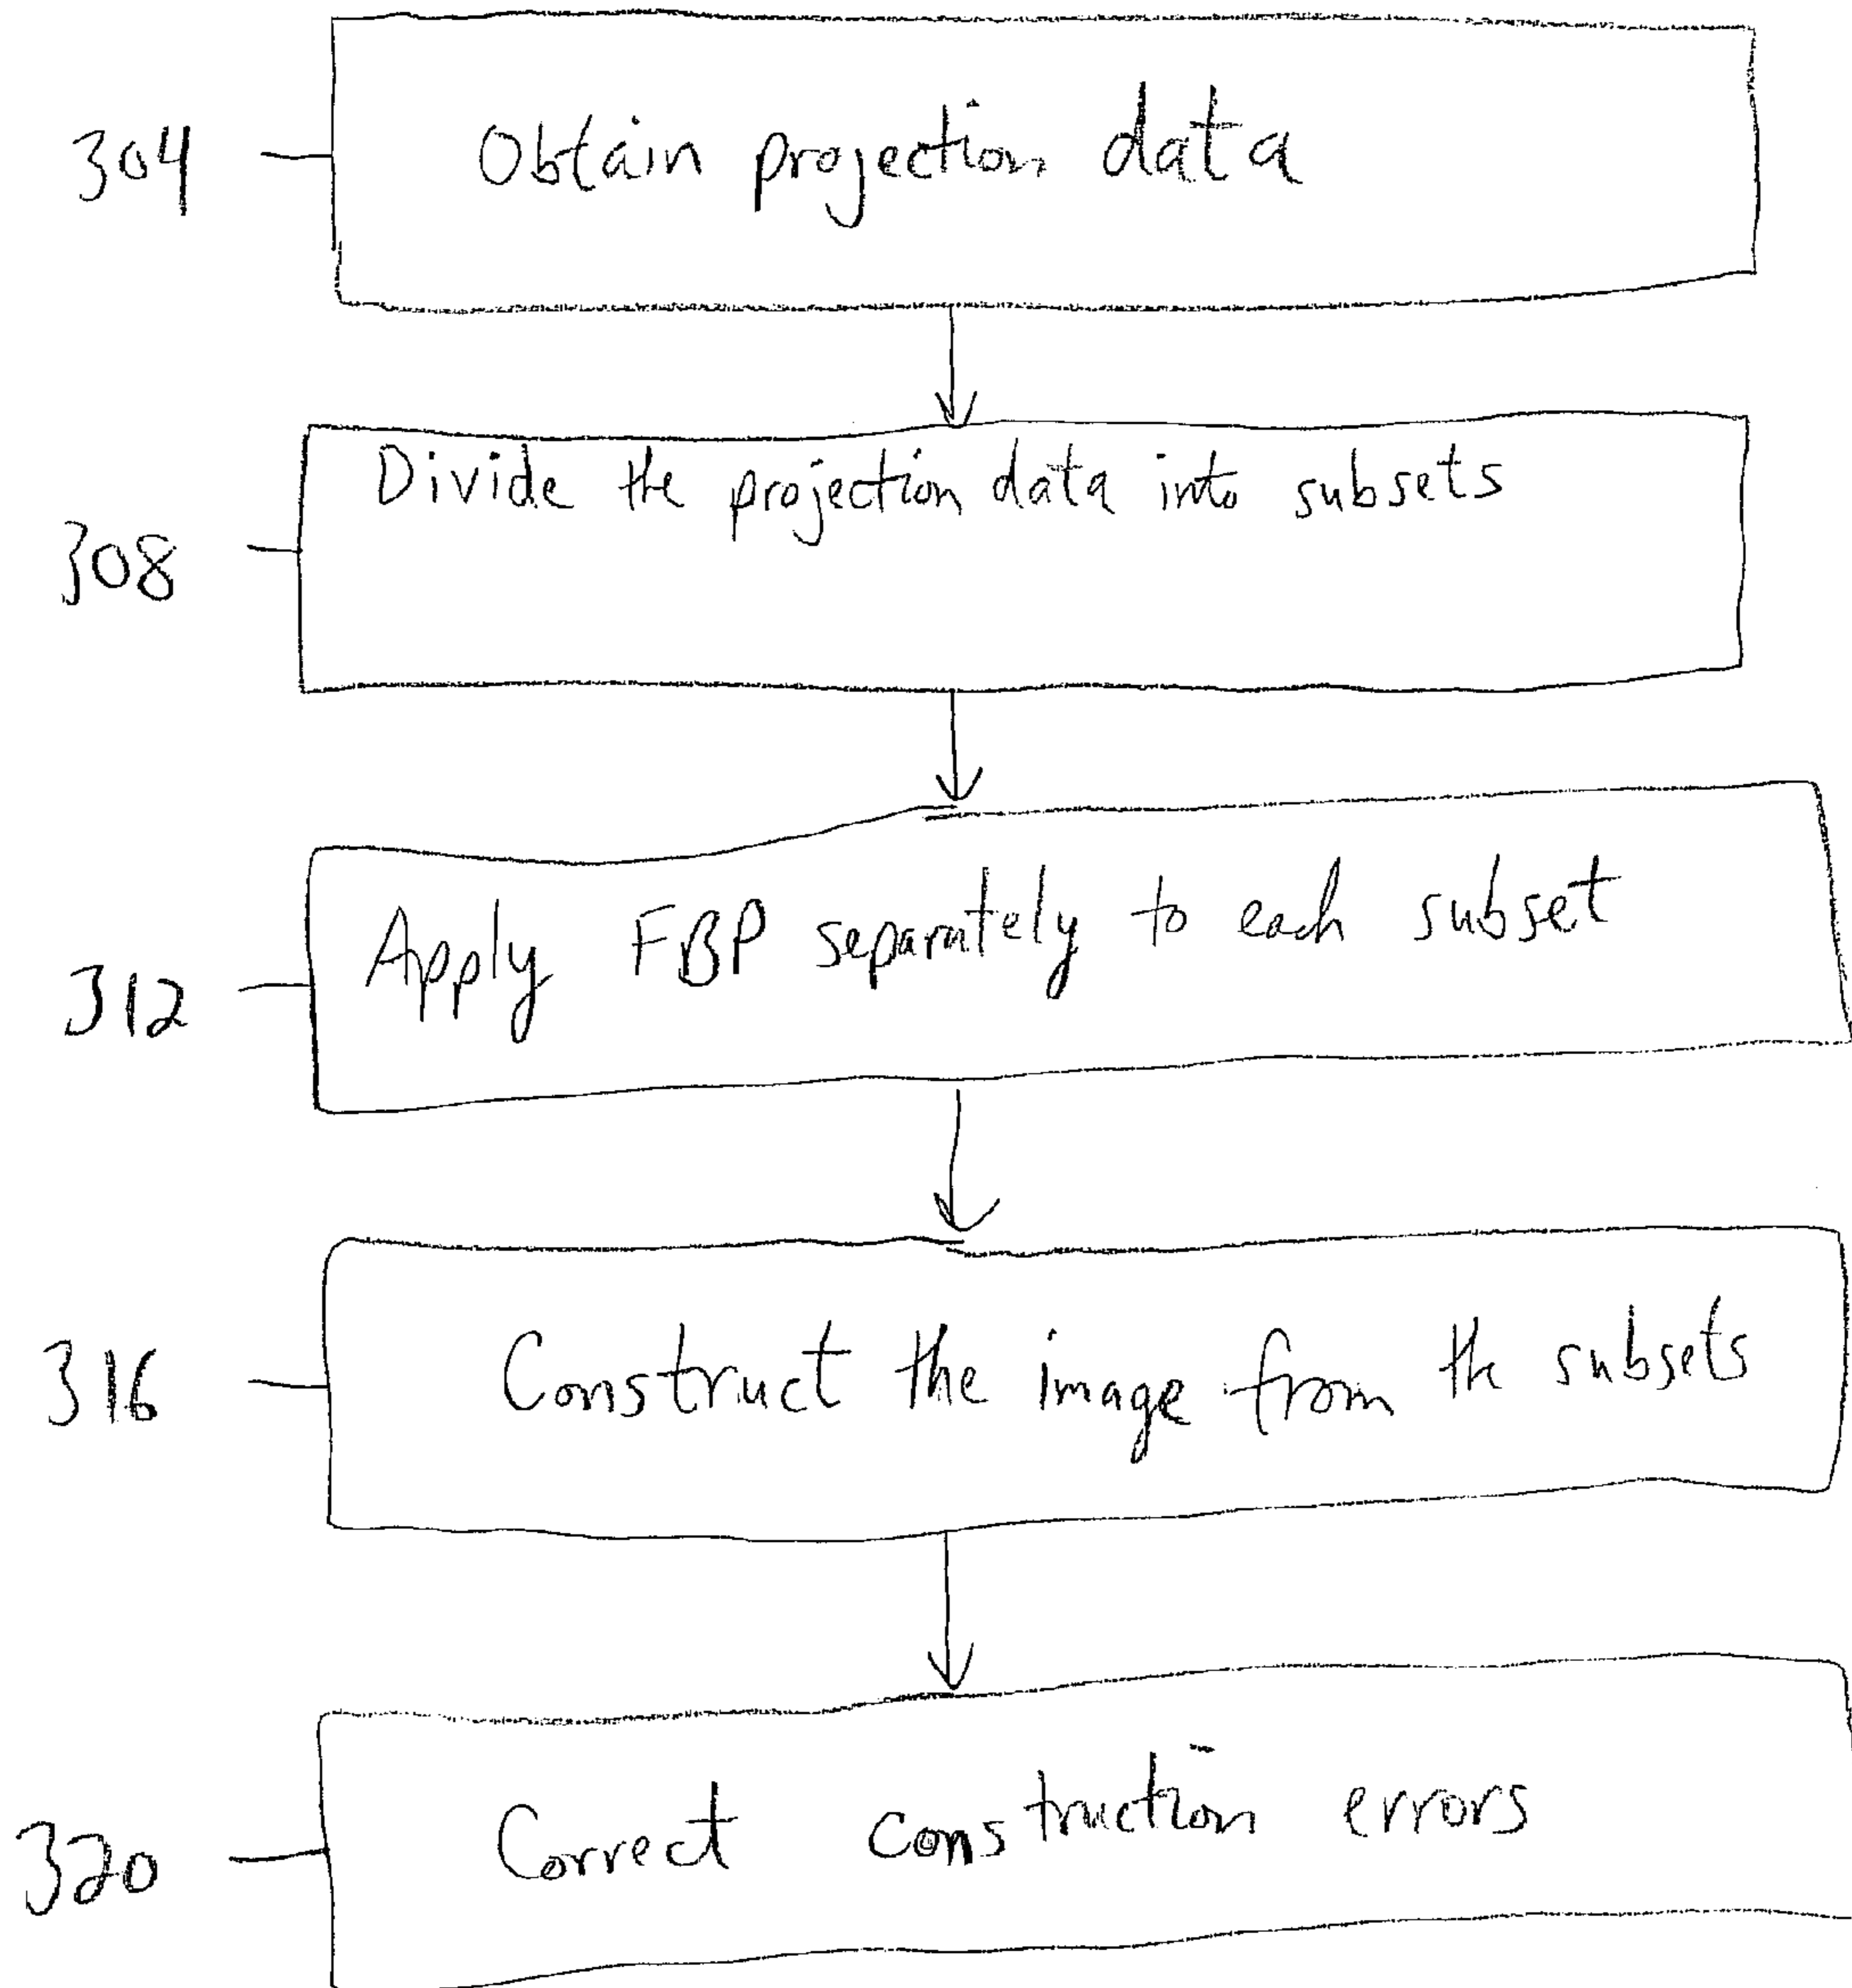 304 Obtain projection data
308 Divide the projection data into subsets
312 Apply FBP separately to each subset
316 Construct the image from the subsets
320 Correct construction errors